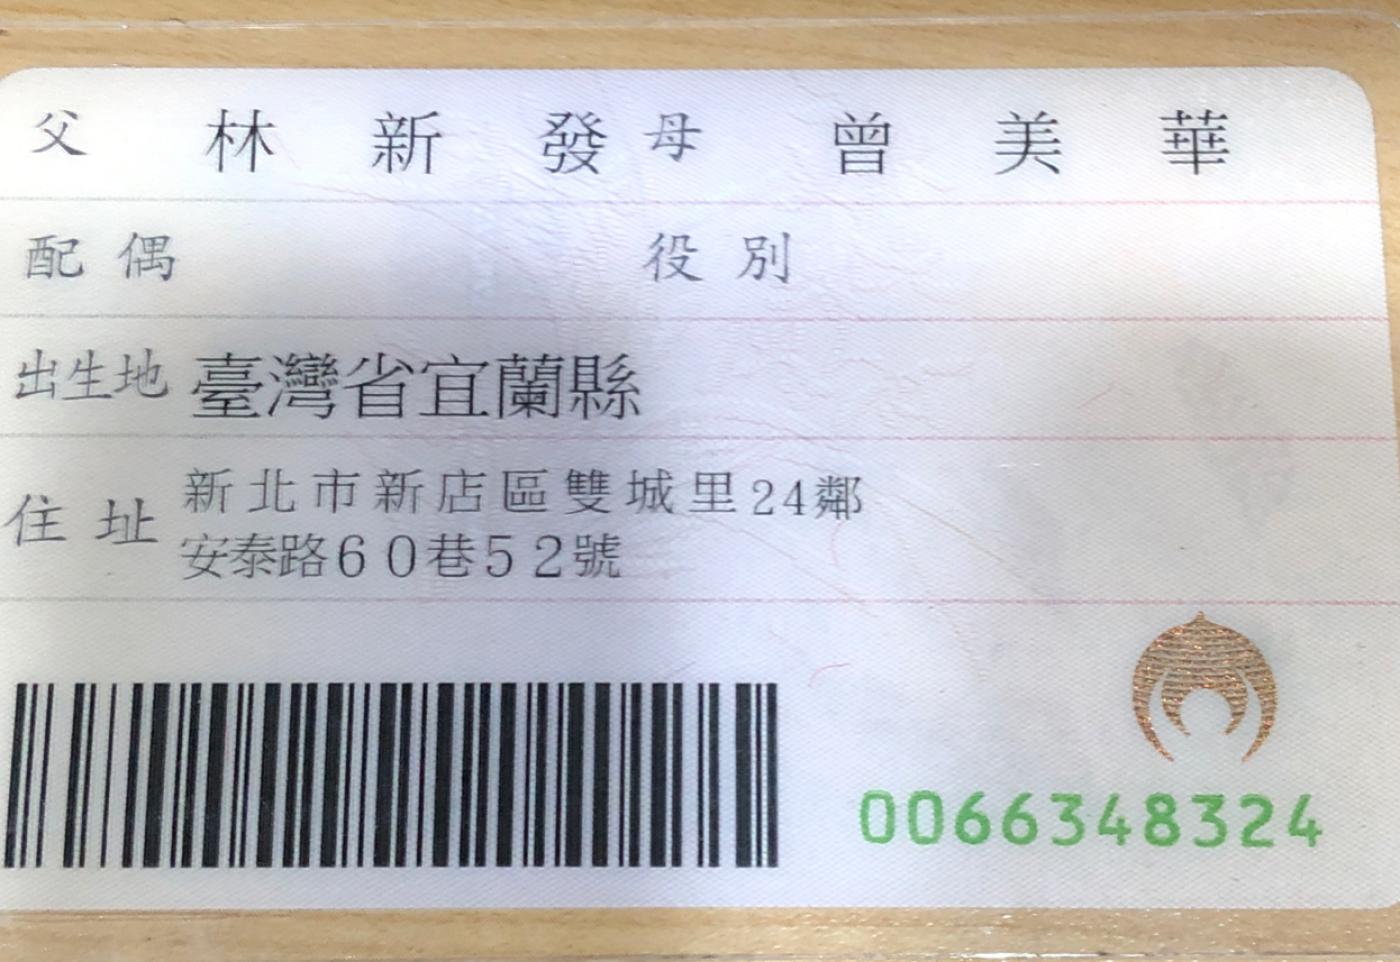 父 林新發 母 曾美華
配偶 役別
出生地 臺灣省宜蘭縣
住址 新北市新店區雙城里24鄰
安泰路60巷52號
0066348324